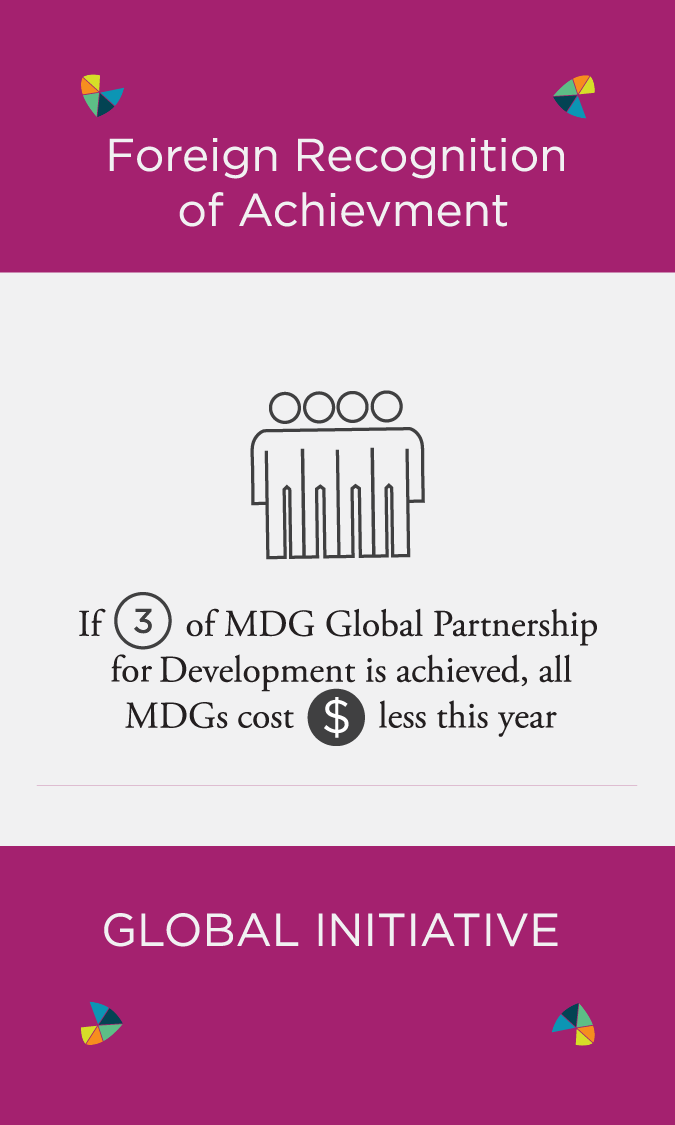 Foreign Recognition
of Achievment
If 3 of MDG Global Partnership
for Development is achieved, all
MDGs cost $ less this year
GLOBAL INITIATIVE